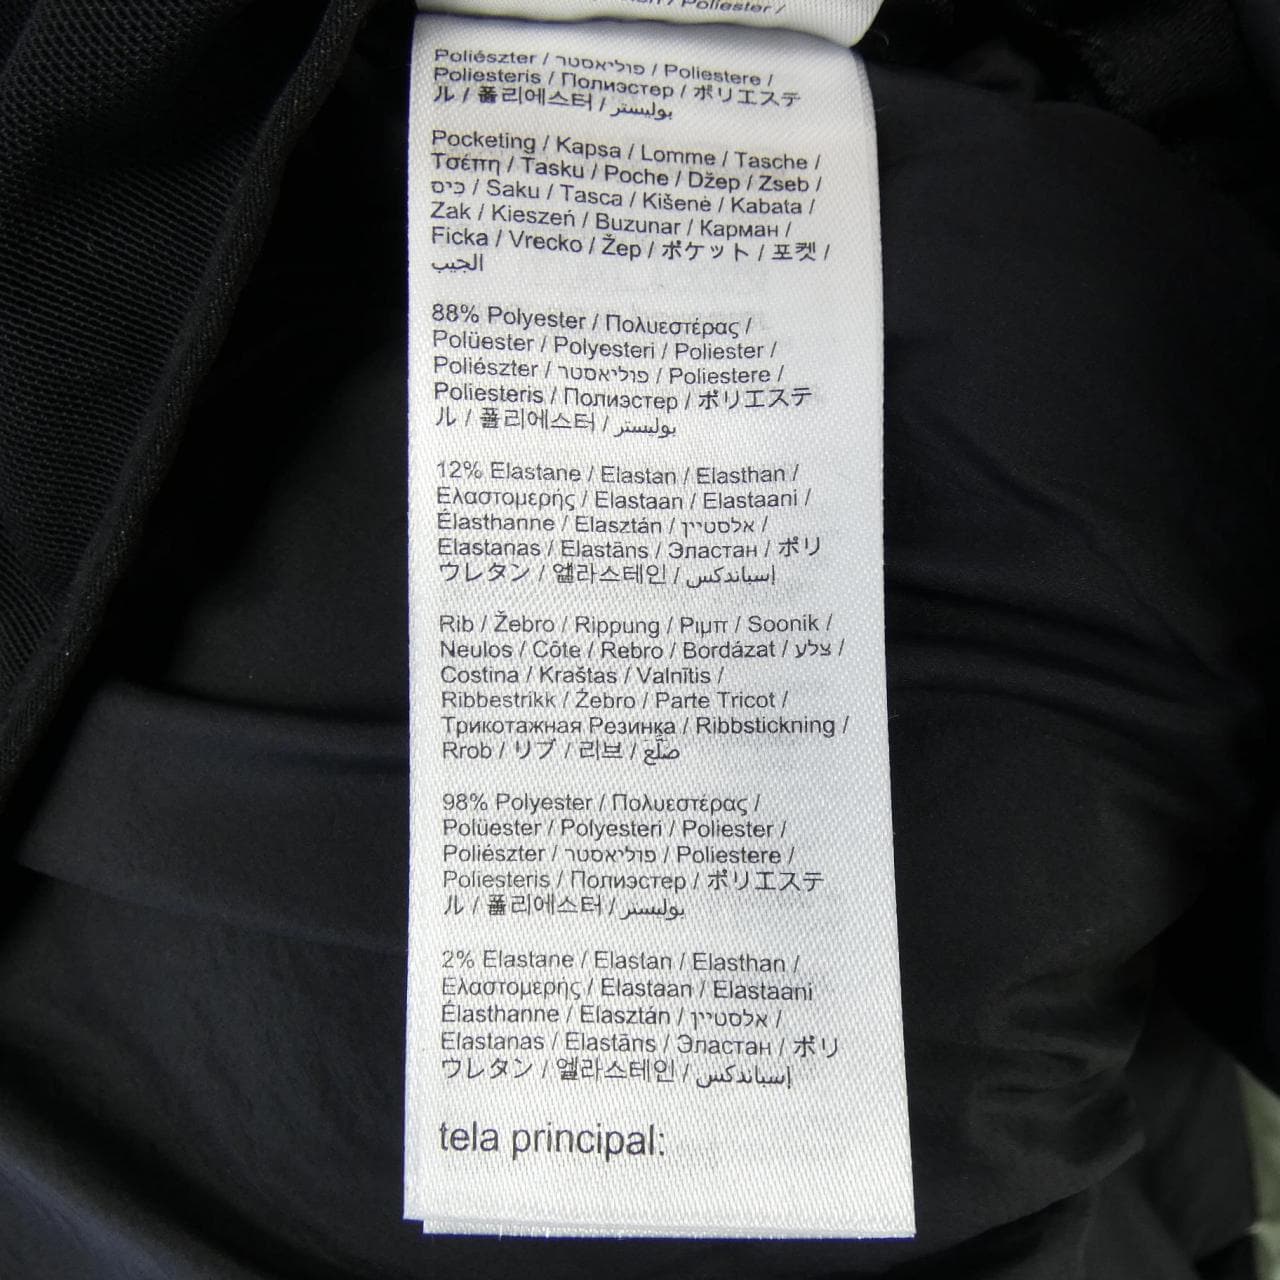 Poliester /
Poliészter / פוליאסטר / Poliestere /
Poliesteris / Полиэстер / ポリエステ
ル / 폴리에스터 / بوليستر
Pocketing / Kapsa / Lomme / Tasche /
Τσέπη / Tasku / Poche / Džep / Zseb /
כיס / Saku / Tasca / Kišenė / Kabata /
Zak / Kieszeń / Buzunar / Карман /
Ficka / Vrecko / Žep / ポケット / 포켓 /
الجيب
88% Polyester / Πολυεστέρας /
Polüester / Polyesteri / Poliester /
Poliészter / פוליאסטר / Poliestere /
Poliesteris / Полиэстер / ポリエステ
ル / 폴리에스터 / بوليستر
12% Elastane / Elastan / Elasthan /
Ελαστομερής / Elastaan / Elastaani /
Élasthanne / Elasztán / אלסטיין /
Elastanas / Elastāns / Эластан / ポリ
ウレタン / 엘라스테인 / إسباندكس
Rib / Žebro / Rippung / Ριμπ / Soonik /
Neulos / Côte / Rebro / Bordázat / צלע /
Costina / Kraštas / Valnītis /
Ribbestrikk / Żebro / Parte Tricot /
Трикотажная Резинка / Ribbstickning /
Rrob / リブ / 리브 / ضلّع
98% Polyester / Πολυεστέρας /
Polüester / Polyesteri / Poliester /
Poliészter / פוליאסטר / Poliestere /
Poliesteris / Полиэстер / ポリエステ
ル / 폴리에스터 / بوليستر
2% Elastane / Elastan / Elasthan /
Ελαστομερής / Elastaan / Elastaani
Élasthanne / Elasztán / אלסטיין /
Elastanas / Elastāns / Эластан / ポリ
ウレタン / 엘라스테인 / إسباندكس
tela principal: